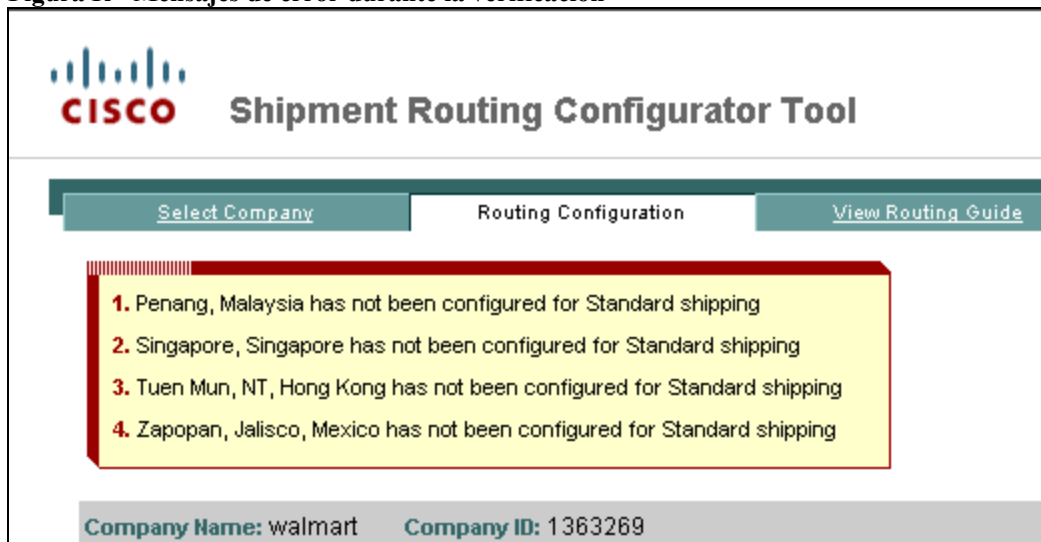 Figura 1. Mensajes de error durante la verificación
CISCO
Shipment Routing Configurator Tool
Select Company
Routing Configuration
View Routing Guide
1. Penang, Malaysia has not been configured for Standard shipping
2. Singapore, Singapore has not been configured for Standard shipping
3. Tuen Mun, NT, Hong Kong has not been configured for Standard shipping
4. Zapopan, Jalisco, Mexico has not been configured for Standard shipping
Company Name: walmart Company ID: 1363269